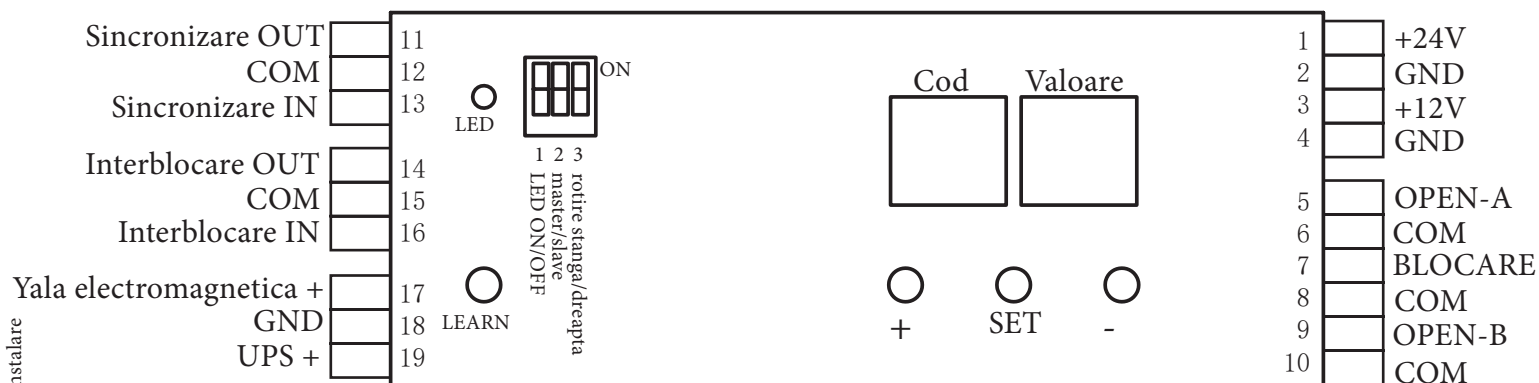 Sincronizare OUT
COM
Sincronizare IN
Interblocare OUT
COM
Interblocare IN
Yala electromagnetica +
GND
UPS +
11
12
13
14
15
16
17
18
19
LED
ON
1 2 3
LED ON/OFF
master/slave
rotire stanga/dreapta
LEARN
Cod Valoare
+ SET -
1
2
3
4
5
6
7
8
9
10
+24V
GND
+12V
GND
OPEN-A
COM
BLOCARE
COM
OPEN-B
COM